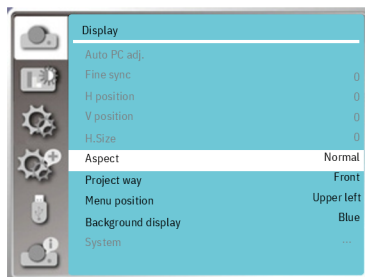 Display
Auto PC adj.
Fine sync 0
H position 0
V position 0
H.Size 0
Aspect Normal
Project way Front
Menu position Upper left
Background display Blue
System ...